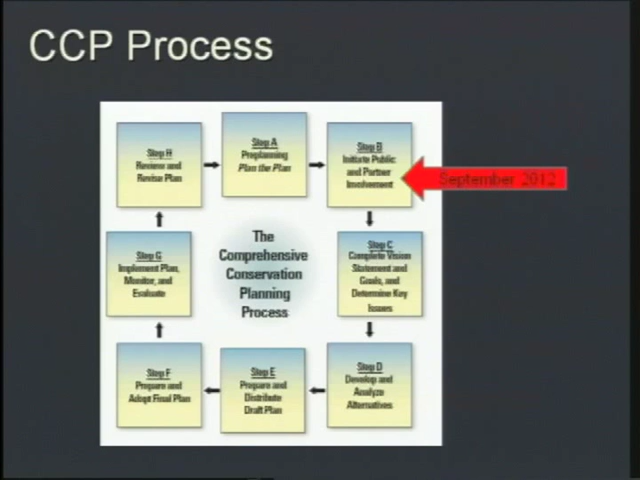 CCP Process
Step H
Review and
Revise Plan
Step A
Preplanning
Plan the Plan
Step B
Initiate Public
and Partner
Involvement
September 2012
Step G
Implement Plan,
Monitor, and
Evaluate
The
Comprehensive
Conservation
Planning
Process
Step C
Complete Vision
Statement and
Goals, and
Determine Key
Issues
Step F
Prepare and
Adopt Final Plan
Step E
Prepare and
Distribute
Draft Plan
Step D
Develop and
Analyze
Alternatives